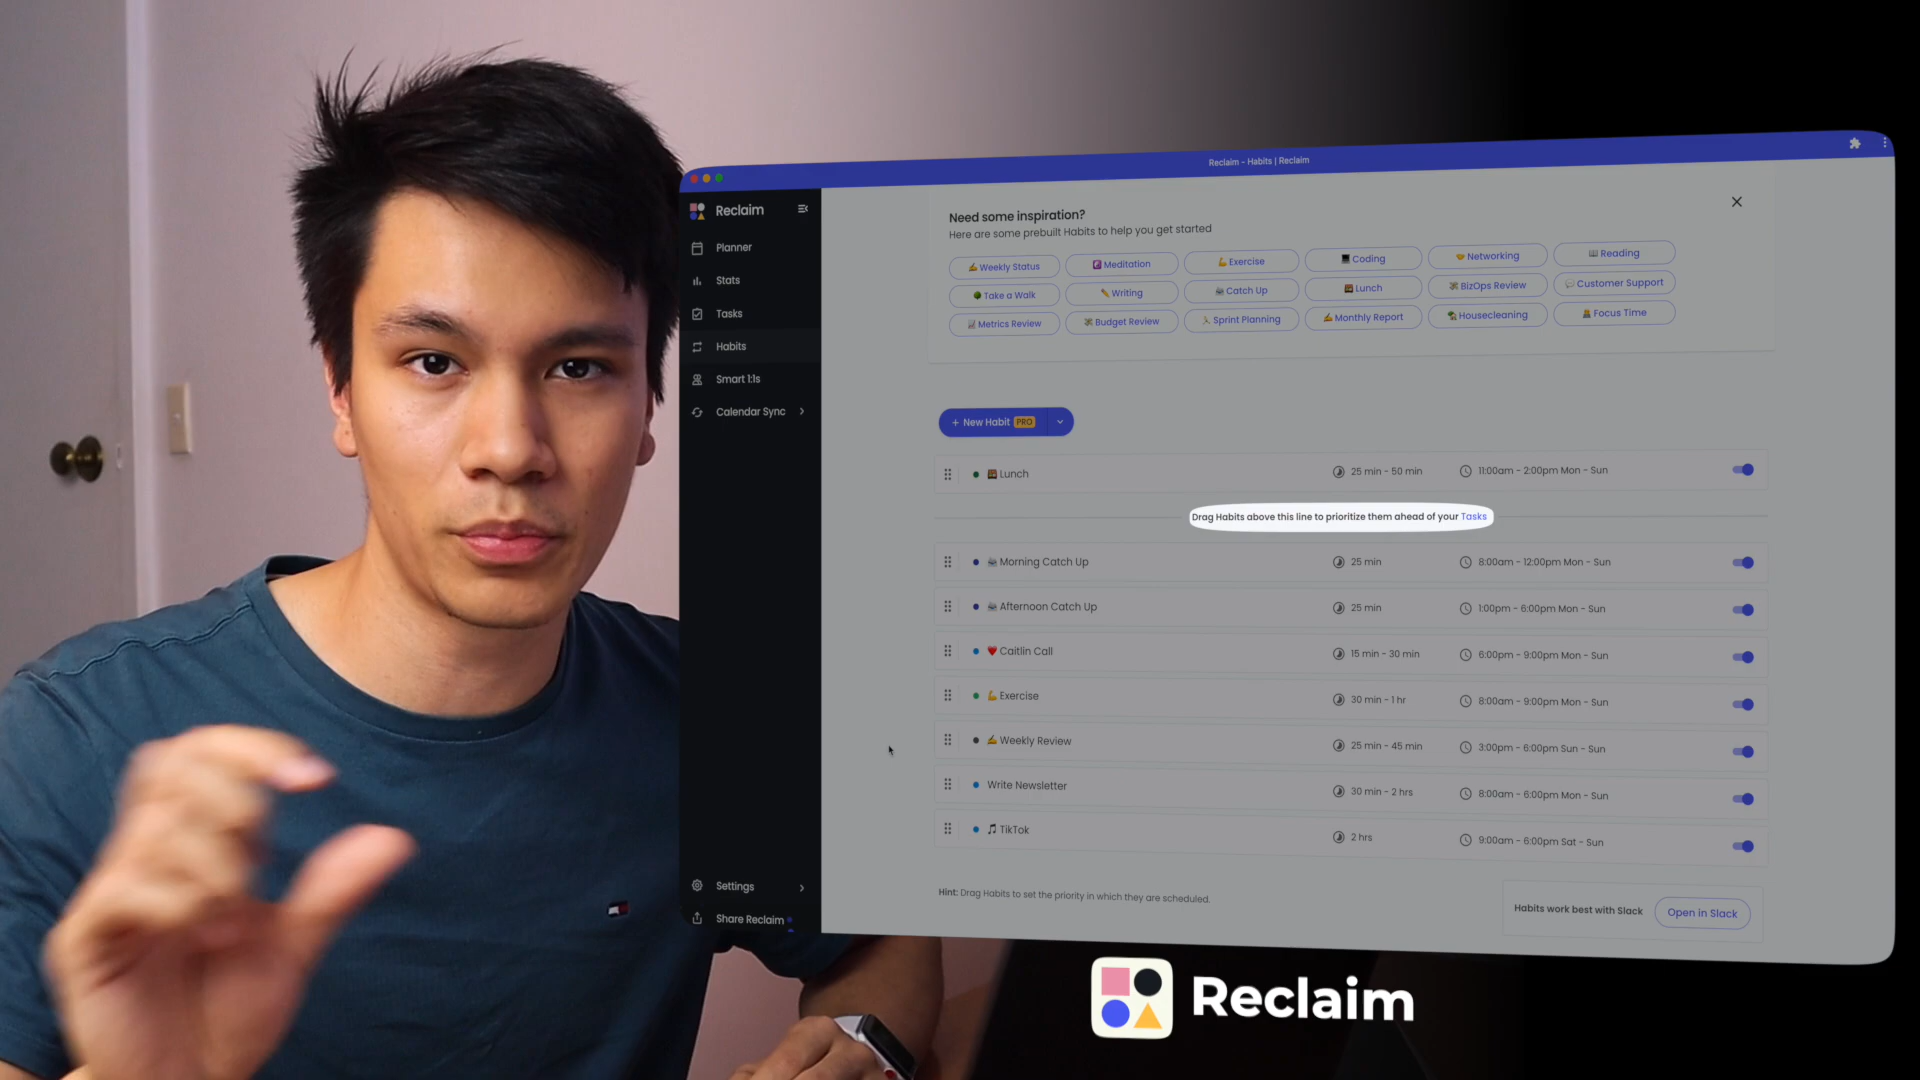 Reclaim - Habits | Reclaim
Reclaim
Planner
Stats
Tasks
Habits
Smart 1:1s
Calendar Sync
Settings
Share Reclaim
Need some inspiration?
Here are some prebuilt Habits to help you get started
Weekly Status
Meditation
Exercise
Coding
Networking
Reading
Take a Walk
Writing
Catch Up
Lunch
BizOps Review
Customer Support
Metrics Review
Budget Review
Sprint Planning
Monthly Report
Housecleaning
Focus Time
+ New Habit PRO
Lunch 25 min - 50 min 11:00am - 2:00pm Mon - Sun
Drag Habits above this line to prioritize them ahead of your Tasks
Morning Catch Up 25 min 8:00am - 12:00pm Mon - Sun
Afternoon Catch Up 25 min 1:00pm - 6:00pm Mon - Sun
Caitlin Call 15 min - 30 min 6:00pm - 9:00pm Mon - Sun
Exercise 30 min - 1 hr 8:00am - 9:00pm Mon - Sun
Weekly Review 25 min - 45 min 3:00pm - 6:00pm Sun - Sun
Write Newsletter 30 min - 2 hrs 8:00am - 6:00pm Mon - Sun
TikTok 2 hrs 9:00am - 6:00pm Sat - Sun
Hint: Drag Habits to set the priority in which they are scheduled.
Habits work best with Slack
Open in Slack
Reclaim